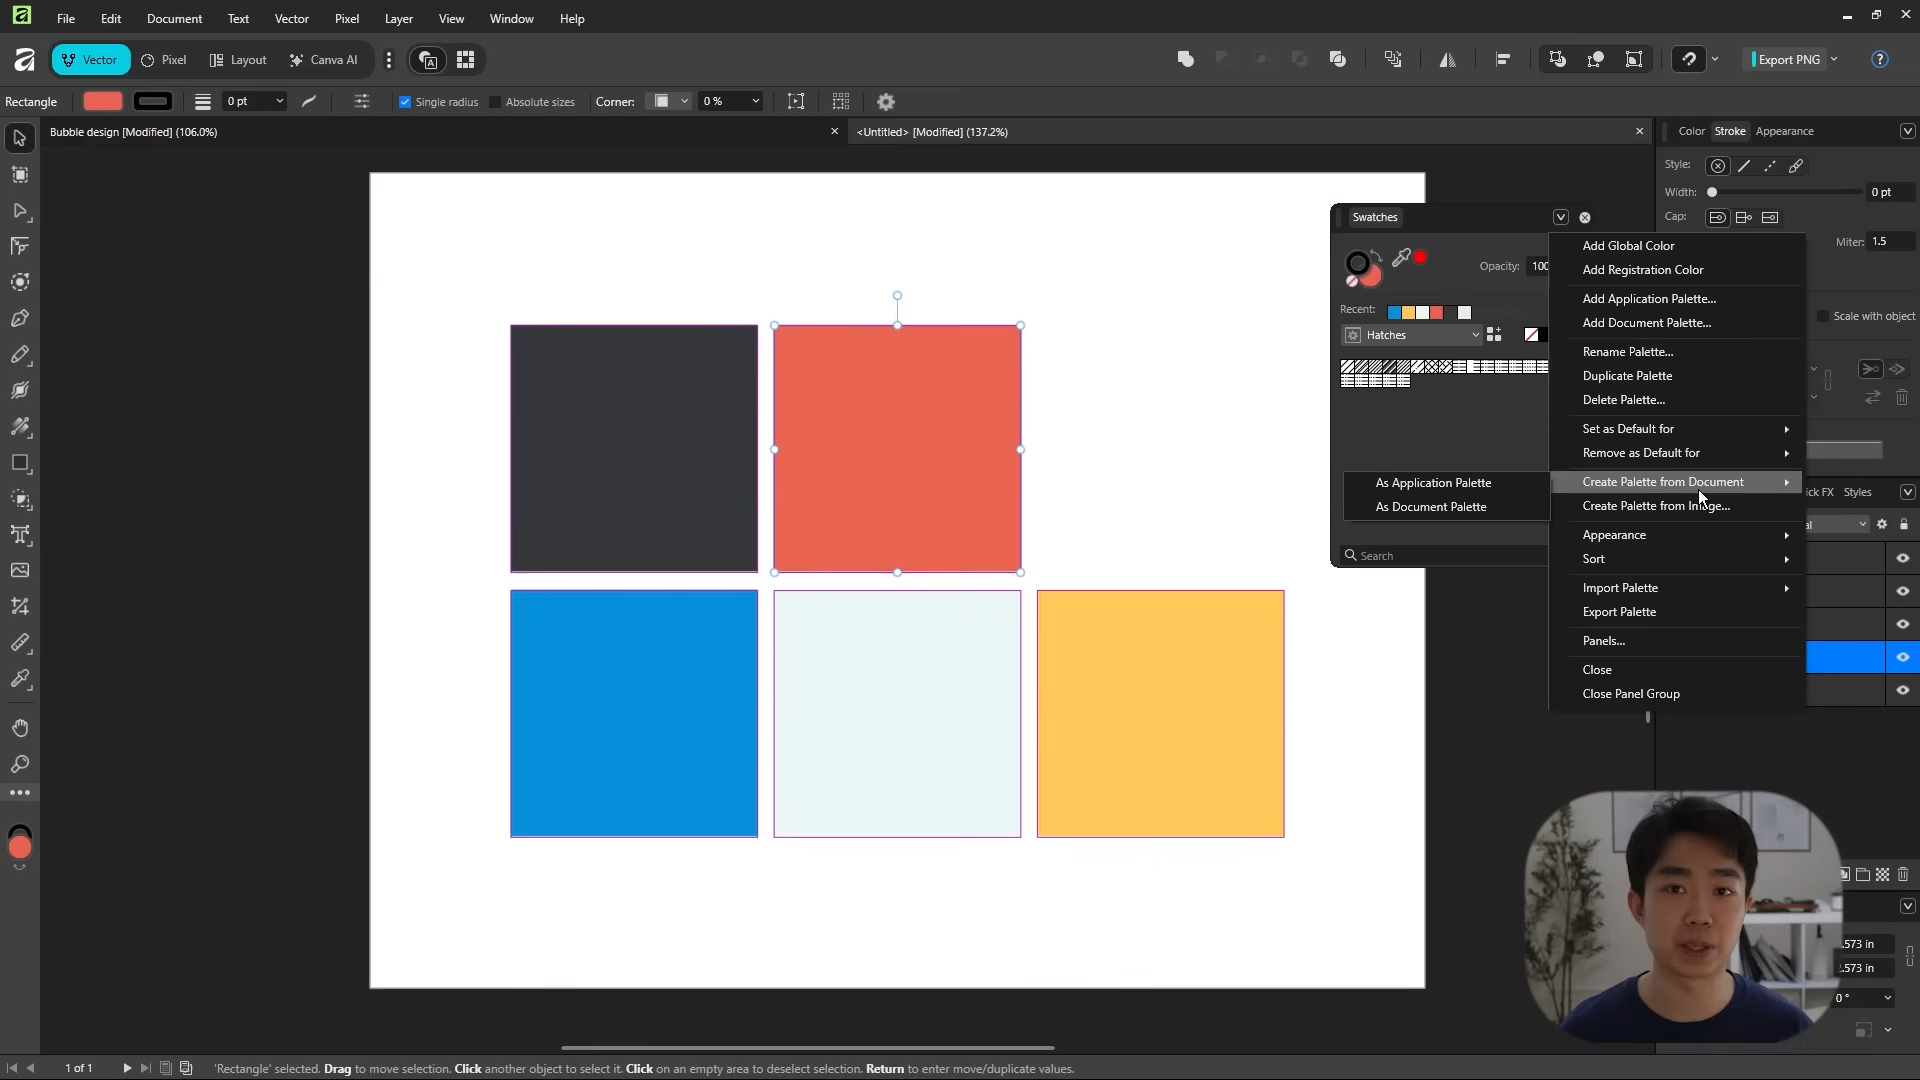 File Edit Document Text Vector Pixel Layer View Window Help
Vector Pixel Layout Canva AI Export PNG
Rectangle 0 pt Single radius Absolute sizes Corner: 0 %
Bubble design [Modified] (106.0%)
<Untitled> [Modified] (137.2%)
Color Stroke Appearance
Style:
Width: 0 pt
Cap:
Miter: 1.5
Scale with object
Swatches
Opacity: 100
Recent:
Hatches
Search
Add Global Color
Add Registration Color
Add Application Palette...
Add Document Palette...
Rename Palette...
Duplicate Palette
Delete Palette...
Set as Default for
Remove as Default for
Create Palette from Document
As Application Palette
As Document Palette
Create Palette from Image...
Appearance
Sort
Import Palette
Export Palette
Panels...
Close
Close Panel Group
FX Styles
.573 in
.573 in
0 °
1 of 1
'Rectangle' selected. Drag to move selection. Click another object to select it. Click on an empty area to deselect selection. Return to enter move/duplicate values.